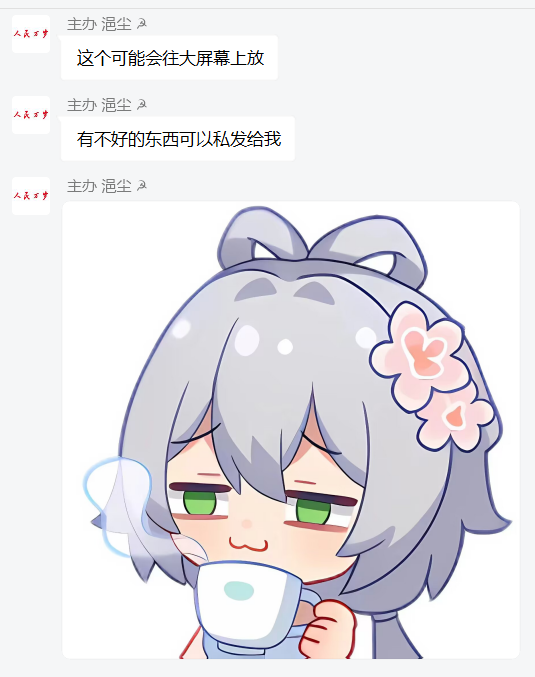 主办 浥尘 ☭
人民万岁
这个可能会往大屏幕上放
主办 浥尘 ☭
人民万岁
有不好的东西可以私发给我
主办 浥尘 ☭
人民万岁